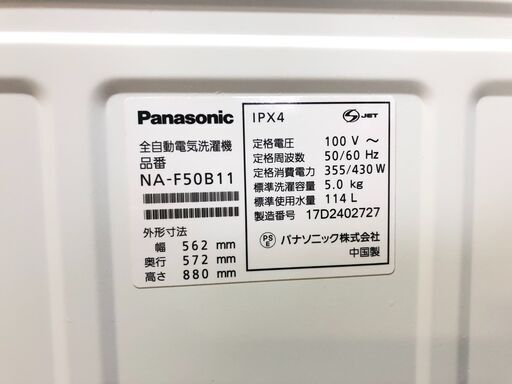 Panasonic
全自動電気洗濯機
品番
NA-F50B11
外形寸法
幅 562 mm
奥行 572 mm
高さ 880 mm
IPX4
S JET
定格電圧 100 V ～
定格周波数 50/60 Hz
定格消費電力 355/430 W
標準洗濯容量 5.0 kg
標準使用水量 114 L
製造番号 17D2402727
PS E パナソニック株式会社
中国製